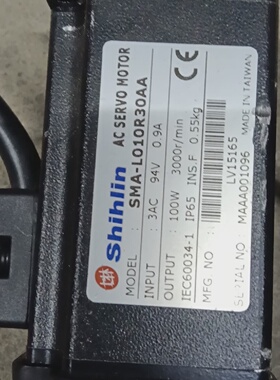 Shihlin AC SERVO MOTOR
MODEL : SMA-L010R30AA
INPUT : 3AC 94V 0.9A
OUTPUT : 100W 3000r/min
IEC60034-1 IP65 INS.F 0.55kg
MFG NO : LV15165
SERIAL NO MAAA001096 MADE IN TAIWAN
CE